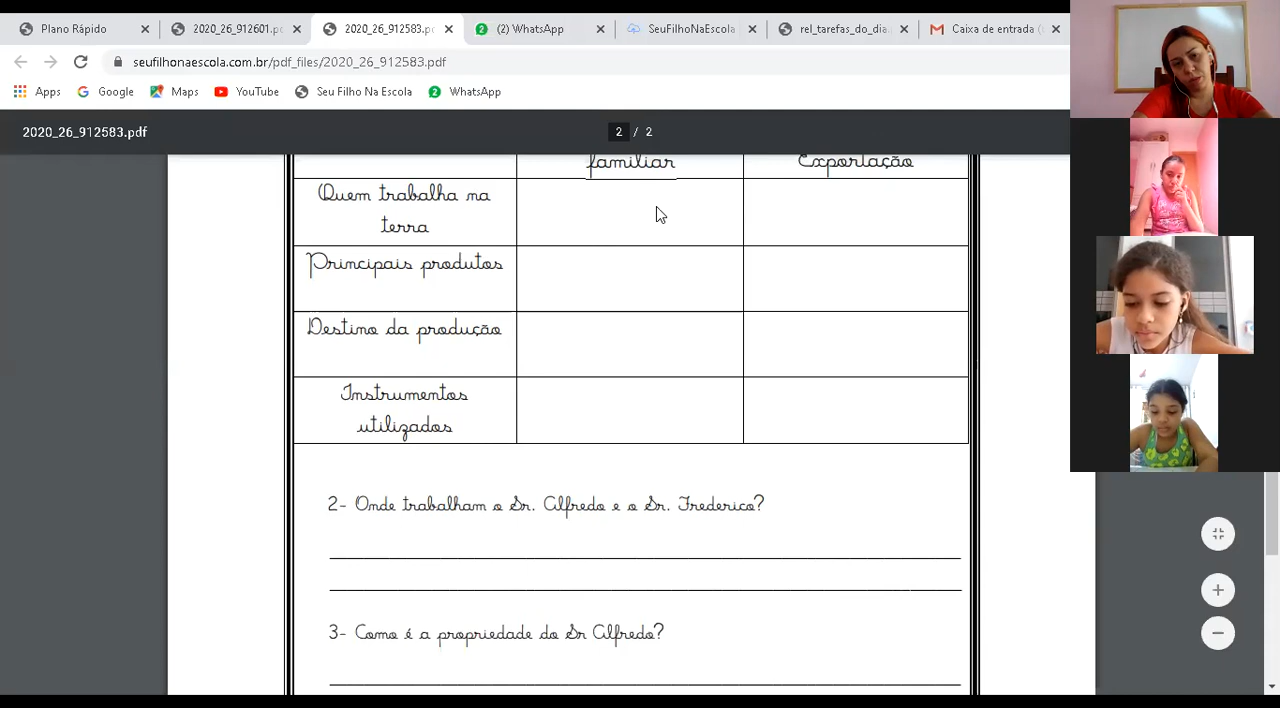 Plano Rápido
2020_26_912601.p
2020_26_912583.p
(2) WhatsApp
SeuFilhoNaEscola
rel_tarefas_do_dia
Caixa de entrada (
seufilhonaescola.com.br/pdf_files/2020_26_912583.pdf
Apps Google Maps YouTube Seu Filho Na Escola WhatsApp
2020_26_912583.pdf
2 / 2
familiar Exportação
Quem trabalha na
terra
Principais produtos
Destino da produção
Instrumentos
utilizados
2- Onde trabalham o Sr. Alfredo e o Sr. Frederico?
3- Como é a propriedade do Sr Alfredo?